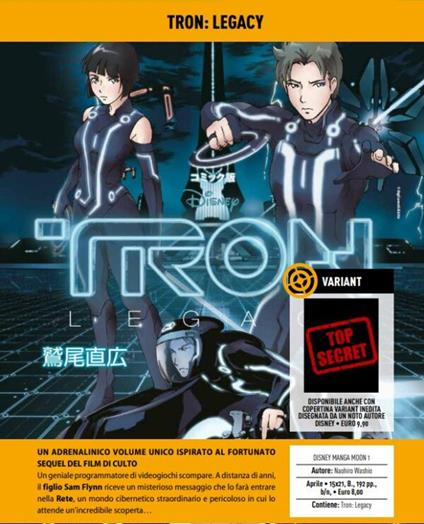 TRON: LEGACY
コミック版
Disney
TRON
LEGACY
鷲尾直広
VARIANT
TOP
SECRET
DISPONIBILE ANCHE CON
COPERTINA VARIANT INEDITA
DISEGNATA DA UN NOTO AUTORE
DISNEY • EURO 9,90
UN ADRENALINICO VOLUME UNICO ISPIRATO AL FORTUNATO
SEQUEL DEL FILM DI CULTO
Un geniale programmatore di videogiochi scompare. A distanza di anni,
il figlio Sam Flynn riceve un misterioso messaggio che lo farà entrare
nella Rete, un mondo cibernetico straordinario e pericoloso in cui lo
attende un'incredibile scoperta…
DISNEY MANGA MOON 1
Autore: Naohiro Washio
Aprile • 15x21, B., 192 pp.,
b/n, • Euro 8,00
Contiene: Tron: Legacy